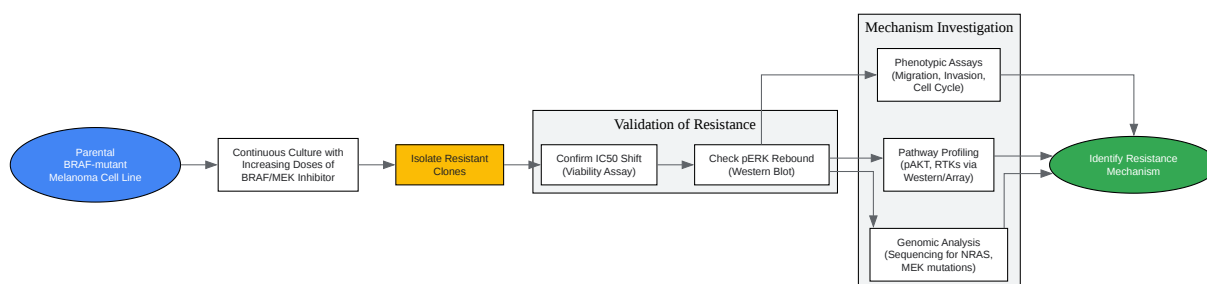 Parental
BRAF-mutant
Melanoma Cell Line
Continuous Culture with
Increasing Doses of
BRAF/MEK Inhibitor
Isolate Resistant
Clones
Validation of Resistance
Confirm IC50 Shift
(Viability Assay)
Check pERK Rebound
(Western Blot)
Mechanism Investigation
Phenotypic Assays
(Migration, Invasion,
Cell Cycle)
Pathway Profiling
(pAKT, RTKs via
Western/Array)
Genomic Analysis
(Sequencing for NRAS,
MEK mutations)
Identify Resistance
Mechanism